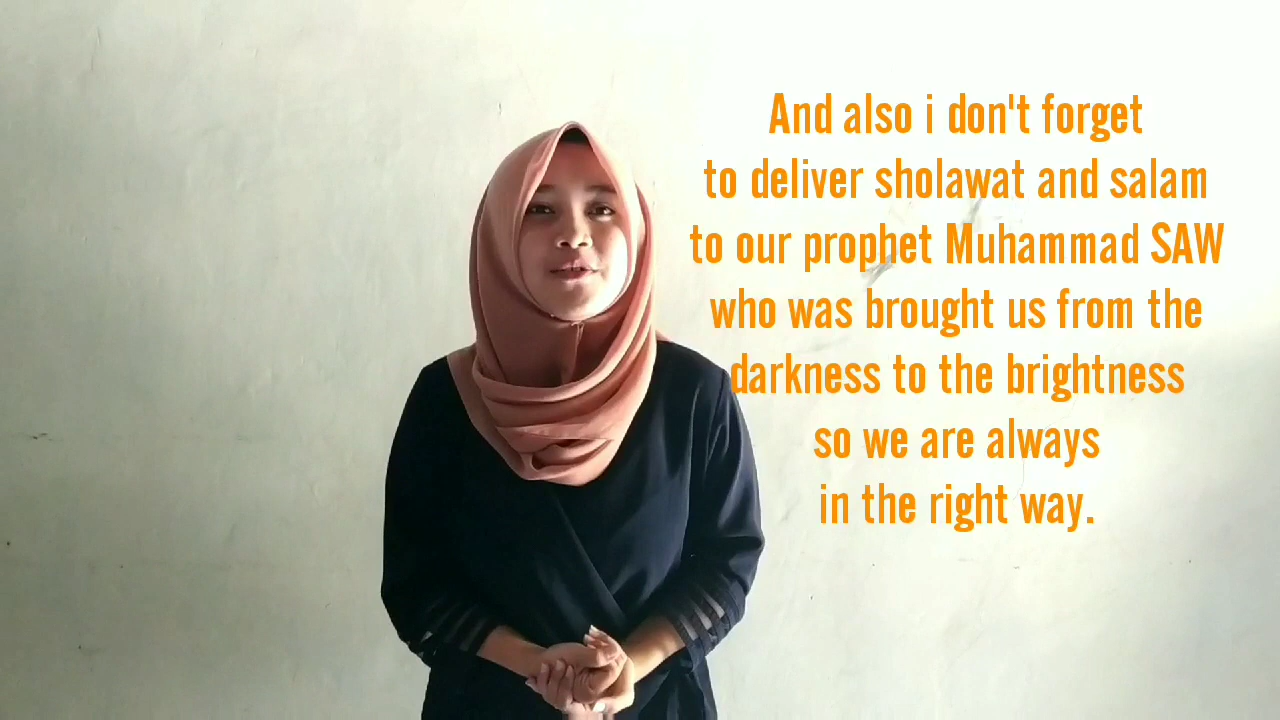 And also i don't forget
to deliver sholawat and salam
to our prophet Muhammad SAW
who was brought us from the
darkness to the brightness
so we are always
in the right way.